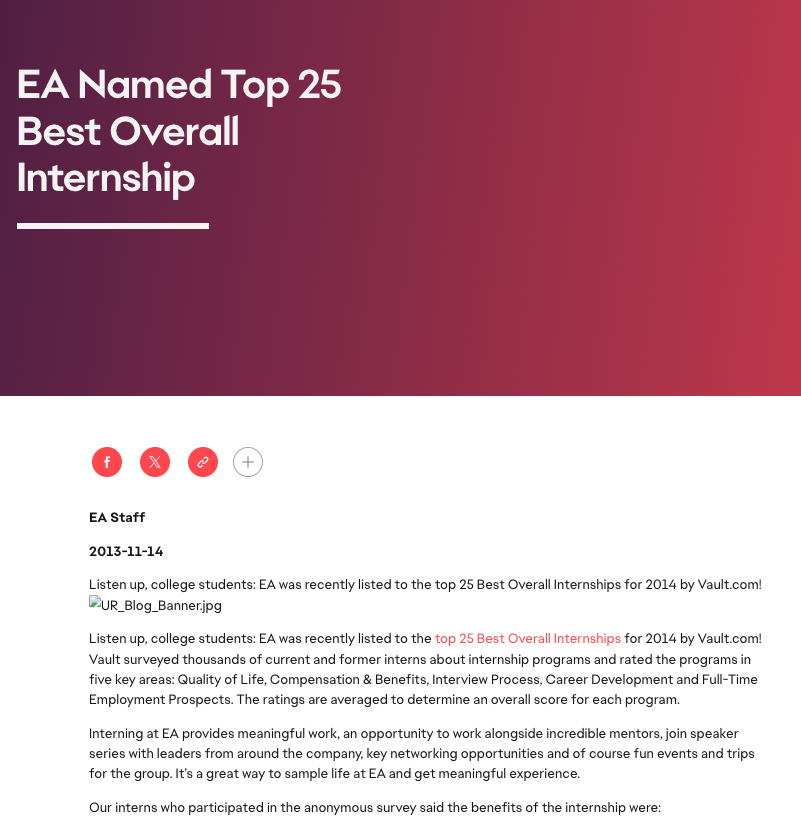 EA Named Top 25
Best Overall
Internship
EA Staff
2013-11-14
Listen up, college students: EA was recently listed to the top 25 Best Overall Internships for 2014 by Vault.com!
UR_Blog_Banner.jpg
Listen up, college students: EA was recently listed to the top 25 Best Overall Internships for 2014 by Vault.com!
Vault surveyed thousands of current and former interns about internship programs and rated the programs in
five key areas: Quality of Life, Compensation & Benefits, Interview Process, Career Development and Full-Time
Employment Prospects. The ratings are averaged to determine an overall score for each program.
Interning at EA provides meaningful work, an opportunity to work alongside incredible mentors, join speaker
series with leaders from around the company, key networking opportunities and of course fun events and trips
for the group. It's a great way to sample life at EA and get meaningful experience.
Our interns who participated in the anonymous survey said the benefits of the internship were: